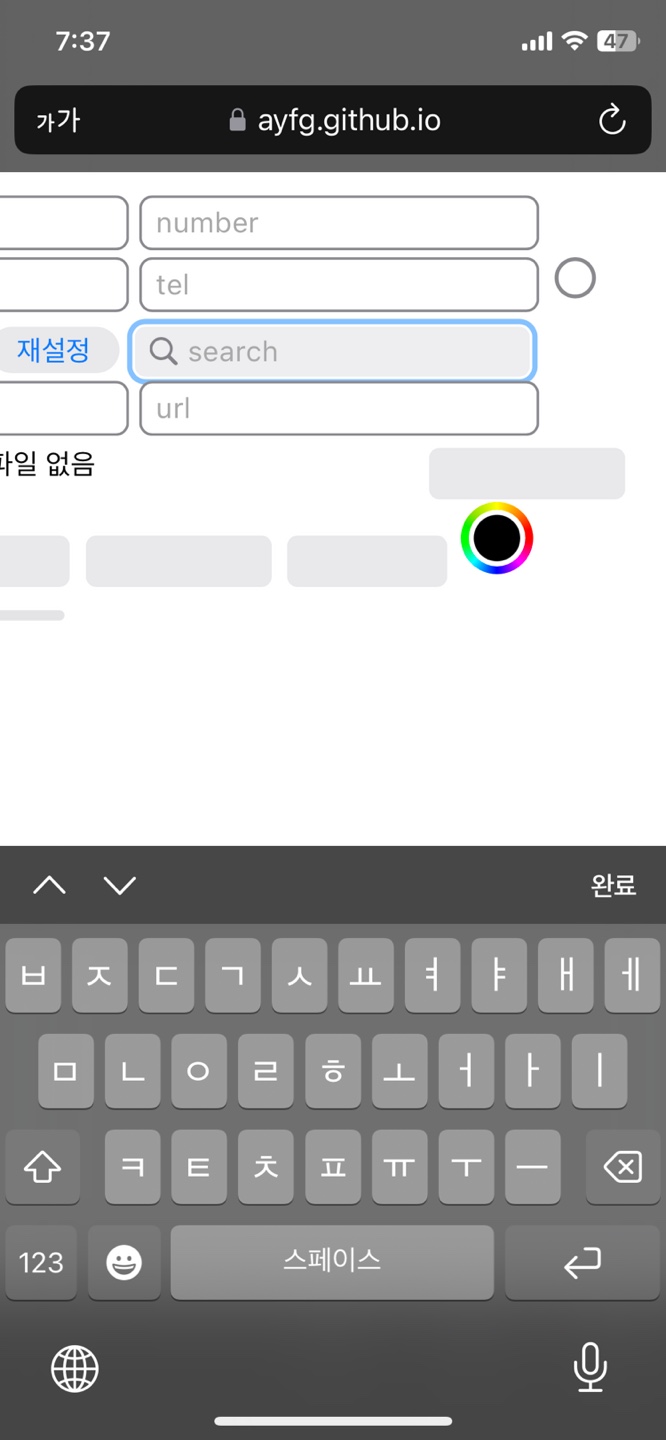 7:37
47
가가 ayfg.github.io
number
tel
재설정 search
url
파일 없음
완료
ㅂ ㅈ ㄷ ㄱ ㅅ ㅛ ㅕ ㅑ ㅐ ㅔ
ㅁ ㄴ ㅇ ㄹ ㅎ ㅗ ㅓ ㅏ ㅣ
ㅋ ㅌ ㅊ ㅍ ㅠ ㅜ ㅡ
123 스페이스